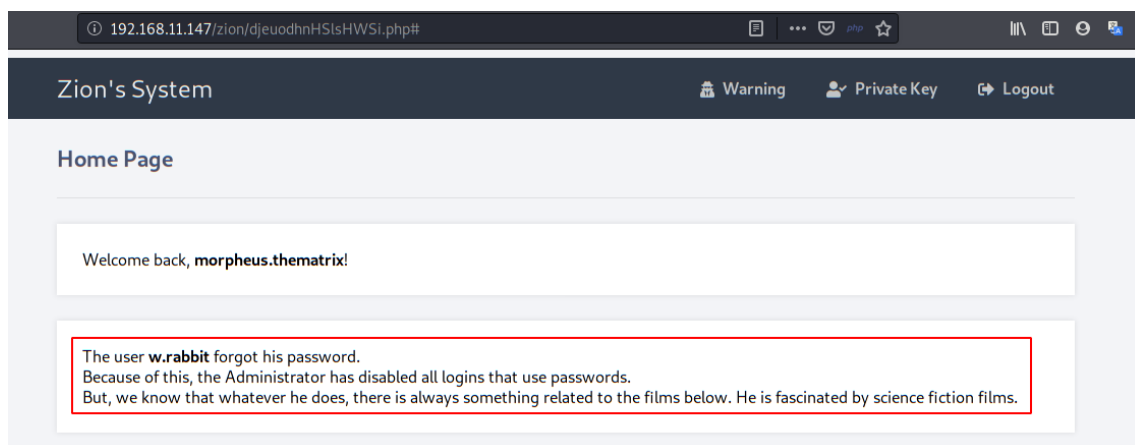 192.168.11.147/zion/djeuodhnHSlsHWSi.php#
php
Zion's System
Warning
Private Key
Logout
Home Page
Welcome back, morpheus.thematrix!
The user w.rabbit forgot his password.
Because of this, the Administrator has disabled all logins that use passwords.
But, we know that whatever he does, there is always something related to the films below. He is fascinated by science fiction films.